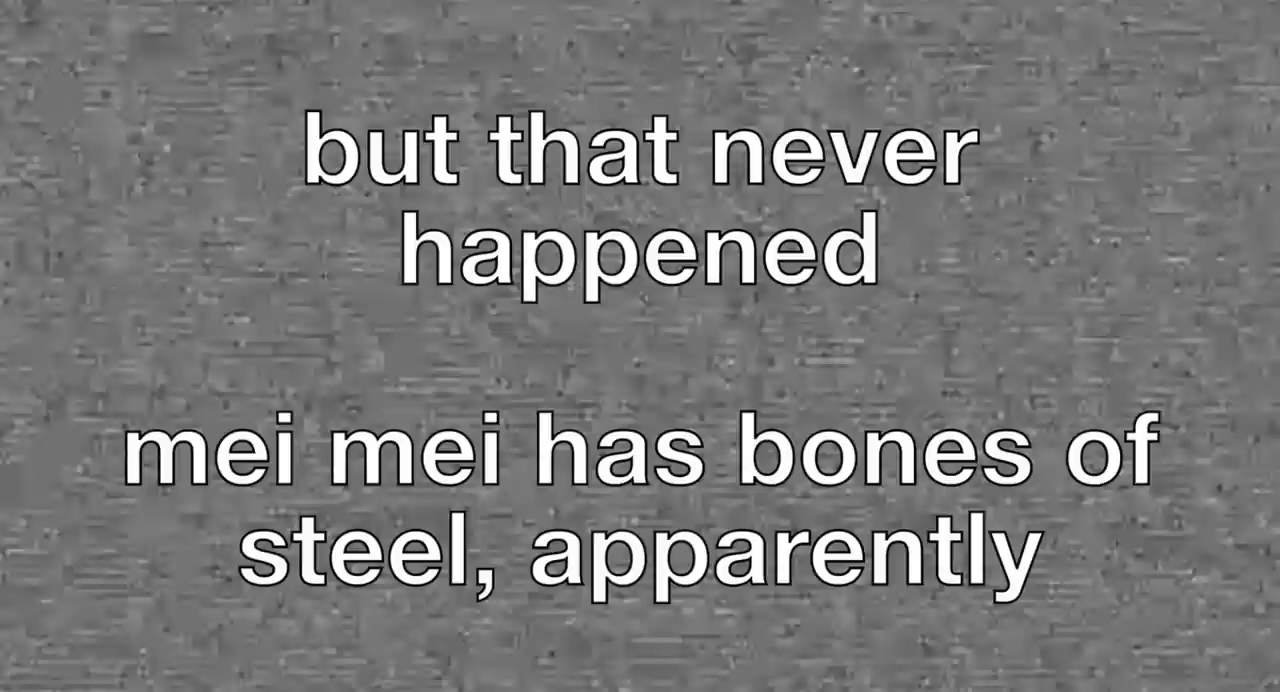 but that never
happened
mei mei has bones of
steel, apparently